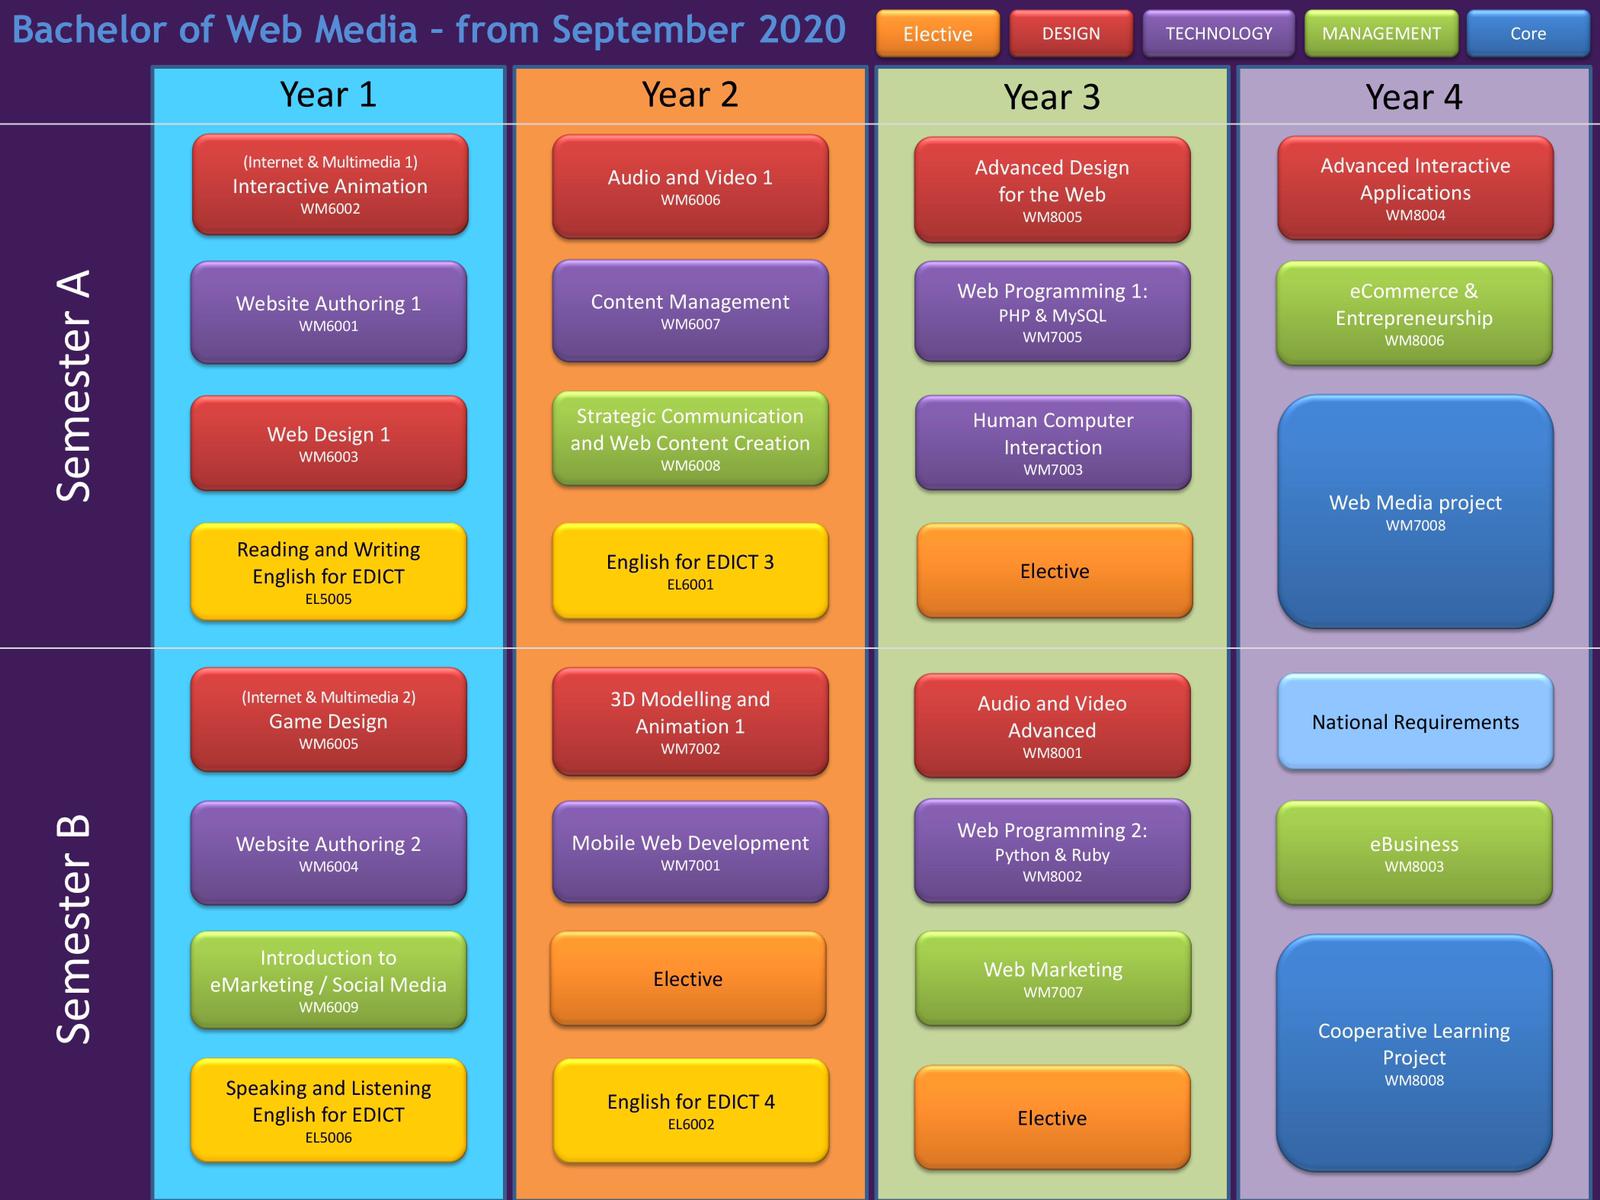 Bachelor of Web Media – from September 2020
Elective
DESIGN
TECHNOLOGY
MANAGEMENT
Core
Year 1
Year 2
Year 3
Year 4
Semester A
(Internet & Multimedia 1)
Interactive Animation
WM6002
Audio and Video 1
WM6006
Advanced Design
for the Web
WM8005
Advanced Interactive
Applications
WM8004
Website Authoring 1
WM6001
Content Management
WM6007
Web Programming 1:
PHP & MySQL
WM7005
eCommerce &
Entrepreneurship
WM8006
Web Design 1
WM6003
Strategic Communication
and Web Content Creation
WM6008
Human Computer
Interaction
WM7003
Web Media project
WM7008
Reading and Writing
English for EDICT
EL5005
English for EDICT 3
EL6001
Elective
Semester B
(Internet & Multimedia 2)
Game Design
WM6005
3D Modelling and
Animation 1
WM7002
Audio and Video
Advanced
WM8001
National Requirements
Website Authoring 2
WM6004
Mobile Web Development
WM7001
Web Programming 2:
Python & Ruby
WM8002
eBusiness
WM8003
Introduction to
eMarketing / Social Media
WM6009
Elective
Web Marketing
WM7007
Cooperative Learning
Project
WM8008
Speaking and Listening
English for EDICT
EL5006
English for EDICT 4
EL6002
Elective